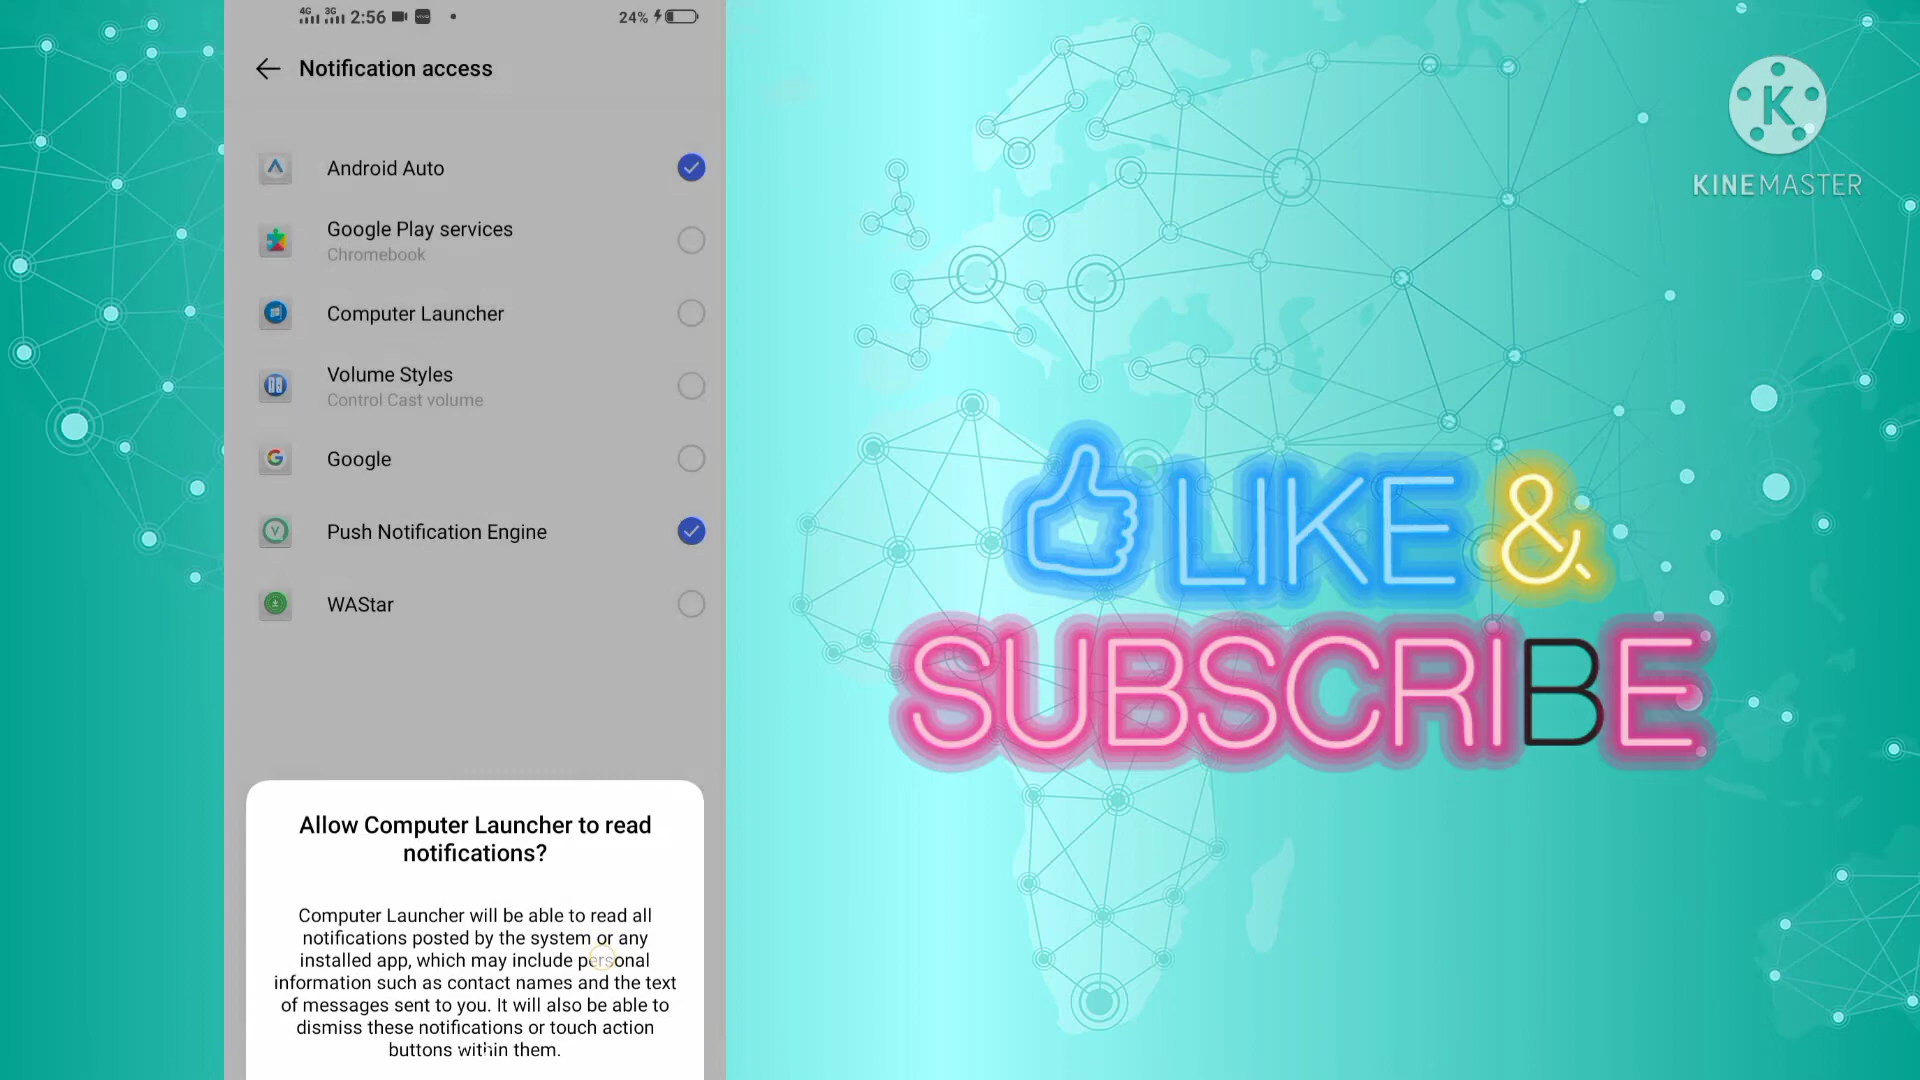 4G 3G 2:56 24%
Notification access
Android Auto
Google Play services
Chromebook
Computer Launcher
Volume Styles
Control Cast volume
Google
Push Notification Engine
WAStar
Allow Computer Launcher to read
notifications?
Computer Launcher will be able to read all
notifications posted by the system or any
installed app, which may include personal
information such as contact names and the text
of messages sent to you. It will also be able to
dismiss these notifications or touch action
buttons within them.
K
KINEMASTER
LIKE &
SUBSCRIBE